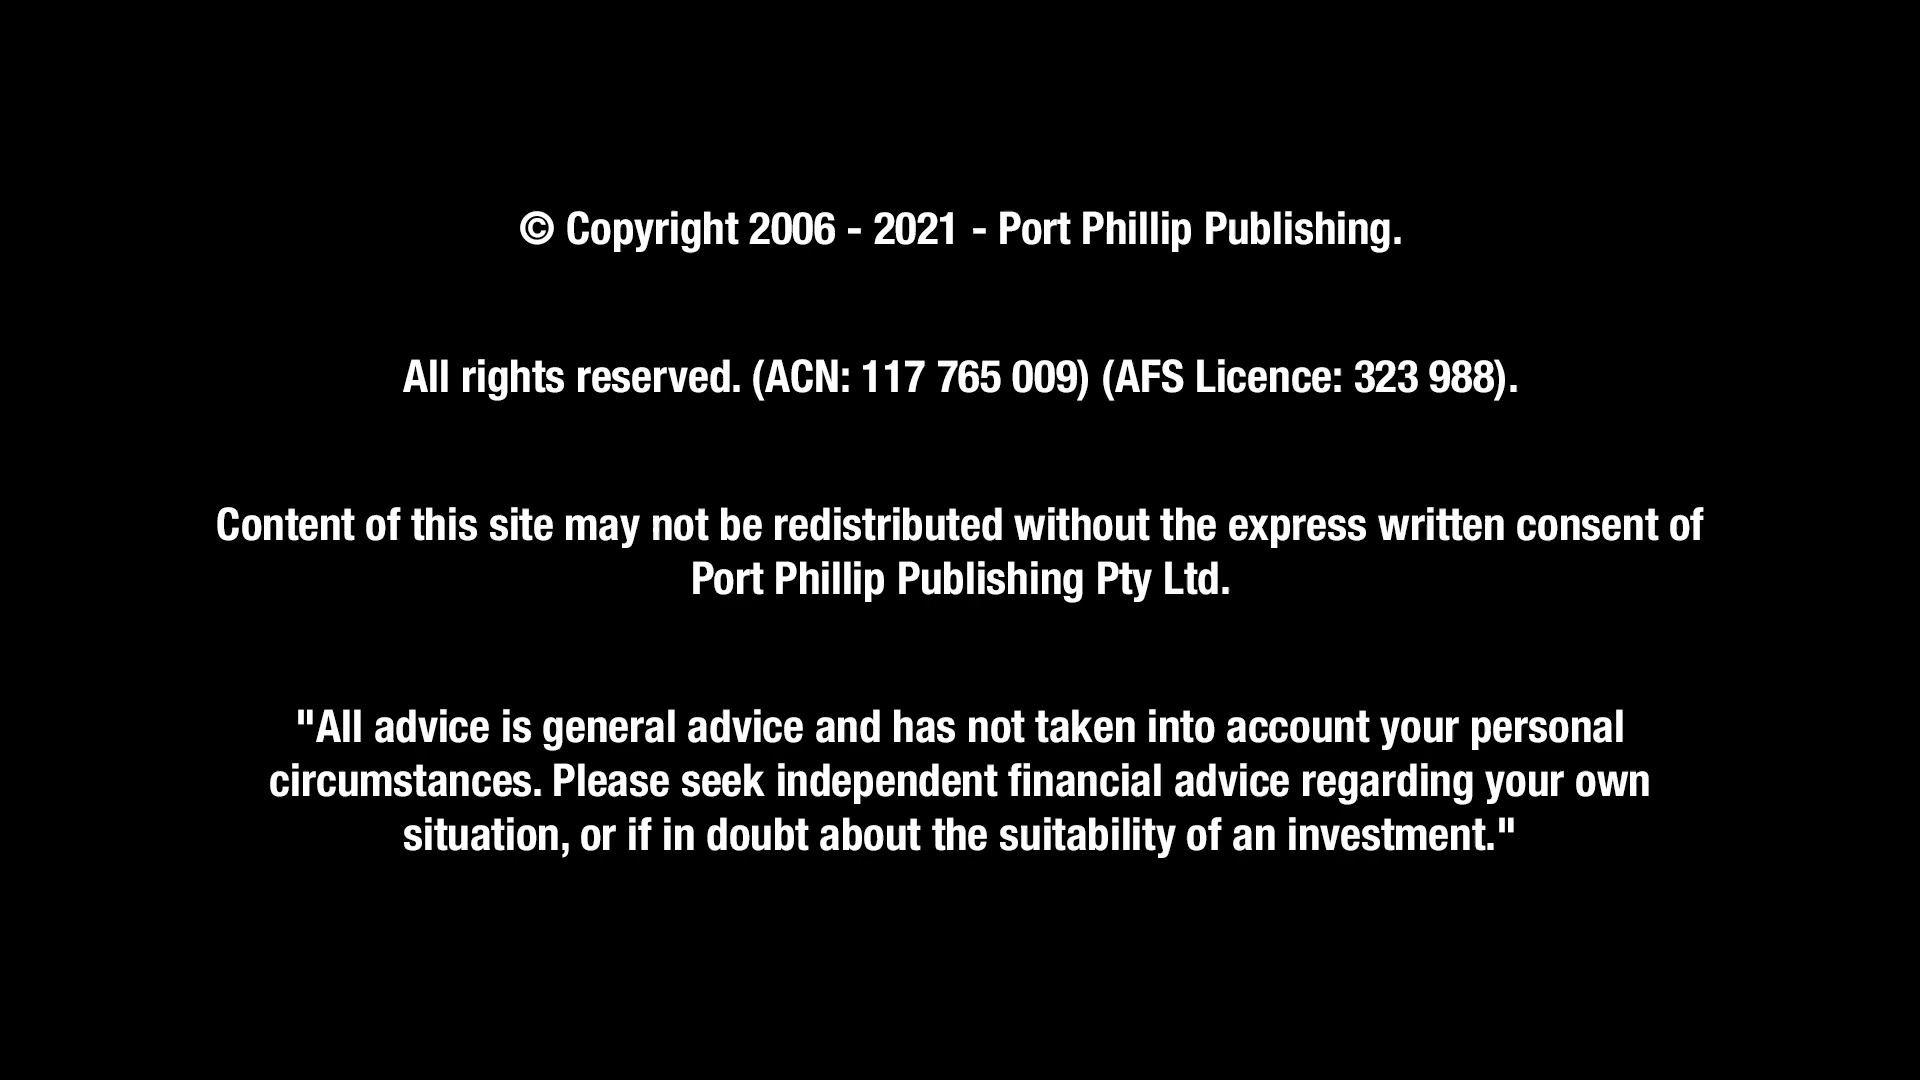 © Copyright 2006 - 2021 - Port Phillip Publishing.
All rights reserved. (ACN: 117 765 009) (AFS Licence: 323 988).
Content of this site may not be redistributed without the express written consent of
Port Phillip Publishing Pty Ltd.
"All advice is general advice and has not taken into account your personal
circumstances. Please seek independent financial advice regarding your own
situation, or if in doubt about the suitability of an investment."